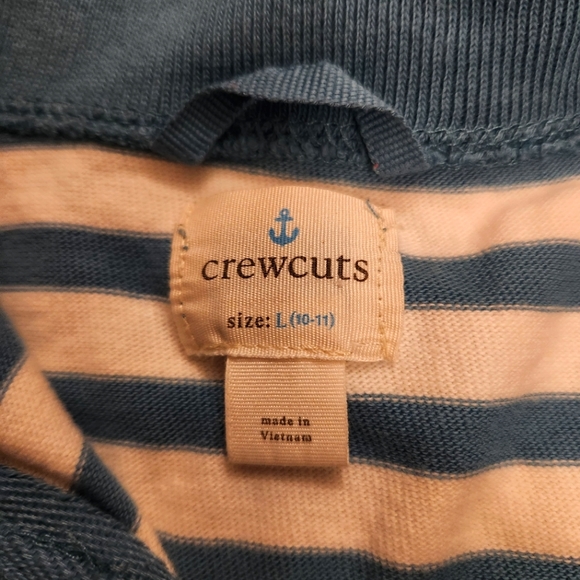 crewcuts
size: L (10-11)
made in
Vietnam